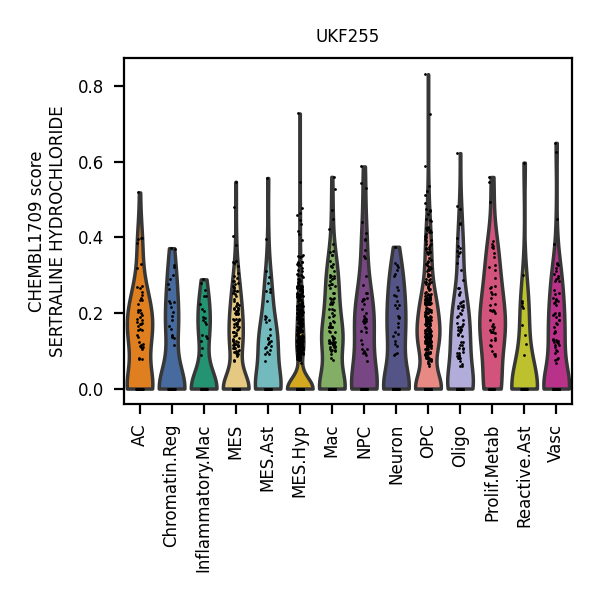 UKF255
CHEMBL1709 score
SERTRALINE HYDROCHLORIDE
0.8
0.6
0.4
0.2
0.0
AC
Chromatin.Reg
Inflammatory.Mac
MES
MES.Ast
MES.Hyp
Mac
NPC
Neuron
OPC
Oligo
Prolif.Metab
Reactive.Ast
Vasc